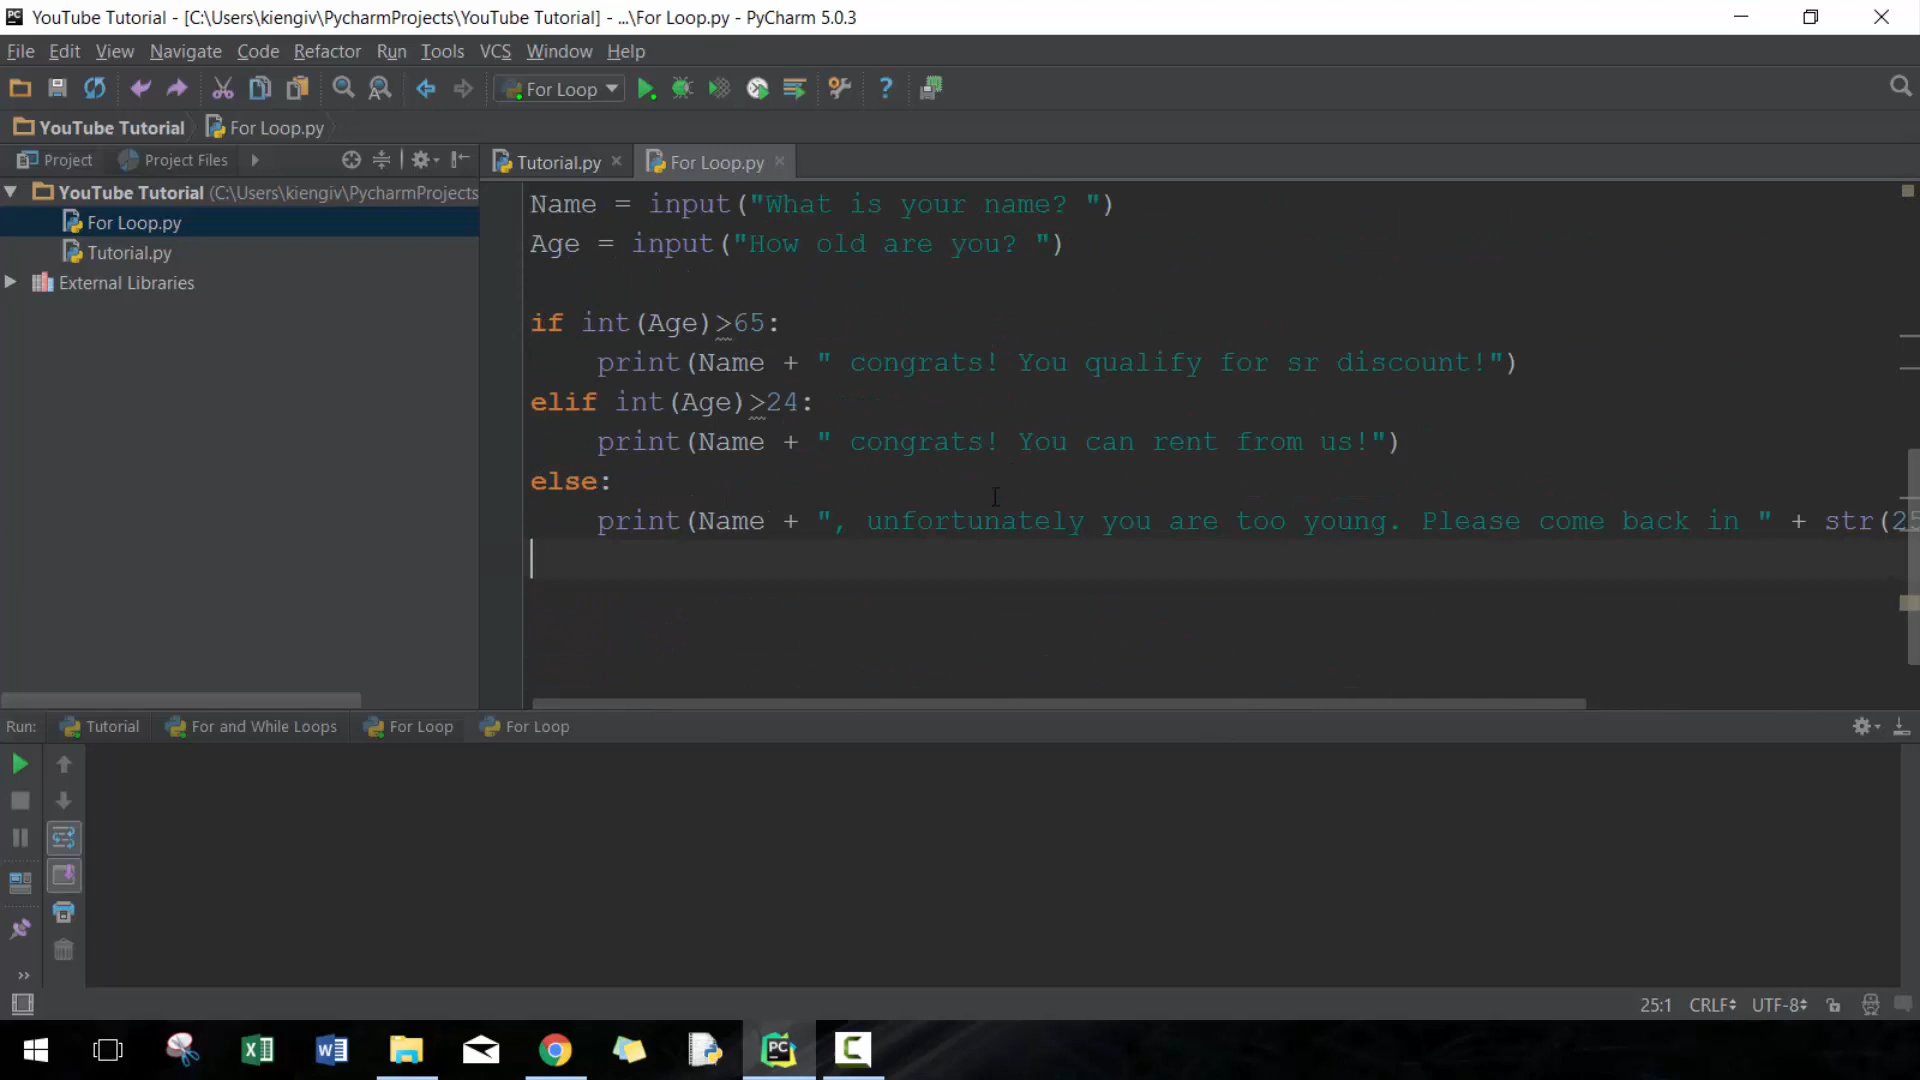 YouTube Tutorial - [C:\Users\kiengiv\PycharmProjects\YouTube Tutorial] - ...\For Loop.py - PyCharm 5.0.3
File Edit View Navigate Code Refactor Run Tools VCS Window Help
For Loop
YouTube Tutorial For Loop.py
Project Project Files Tutorial.py For Loop.py
YouTube Tutorial (C:\Users\kiengiv\PycharmProjects
For Loop.py
Tutorial.py
External Libraries
Name = input("What is your name? ")
Age = input("How old are you? ")
if int(Age)>65:
print(Name + " congrats! You qualify for sr discount!")
elif int(Age)>24:
print(Name + " congrats! You can rent from us!")
else:
print(Name + ", unfortunately you are too young. Please come back in " + str(25
Run: Tutorial For and While Loops For Loop For Loop
25:1 CRLF UTF-8